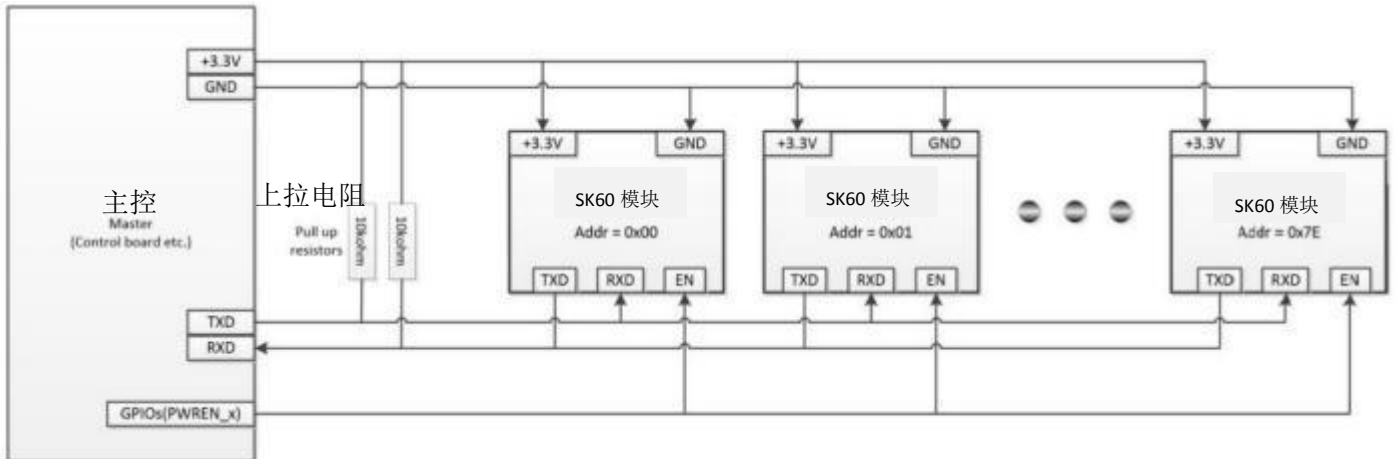 +3.3V
GND
主控
Master
(Control board etc.)
上拉电阻
Pull up
resistors
10kohm
10kohm
TXD
RXD
GPIOs(PWREN_x)
+3.3V
GND
SK60 模块
Addr = 0x00
TXD
RXD
EN
+3.3V
GND
SK60 模块
Addr = 0x01
TXD
RXD
EN
+3.3V
GND
SK60 模块
Addr = 0x7E
TXD
RXD
EN